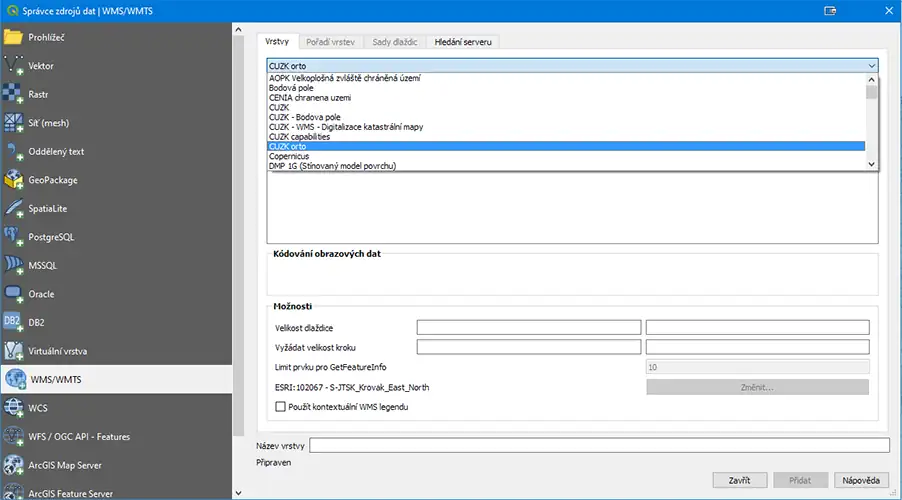 Správce zdrojů dat | WMS/WMTS
Prohlížeč
Vektor
Rastr
Síť (mesh)
Oddělený text
GeoPackage
SpatiaLite
PostgreSQL
MSSQL
Oracle
DB2
Virtuální vrstva
WMS/WMTS
WCS
WFS / OGC API - Features
ArcGIS Map Server
ArcGIS Feature Server
Vrstvy
Pořadí vrstev
Sady dlaždic
Hledání serveru
CUZK orto
AOPK Velkoplošná zvláště chráněná území
Bodová pole
CENIA chranena uzemi
CUZK
CUZK - Bodova pole
CUZK - WMS - Digitalizace katastrální mapy
CUZK capabilities
CUZK orto
Copernicus
DMP 1G (Stínovaný model povrchu)
Kódování obrazových dat
Možnosti
Velikost dlaždice
Vyžádat velikost kroku
Limit prvku pro GetFeatureInfo
10
ESRI:102067 - S-JTSK_Krovak_East_North
Změnit...
Použít kontextuální WMS legendu
Název vrstvy
Připraven
Zavřít
Přidat
Nápověda